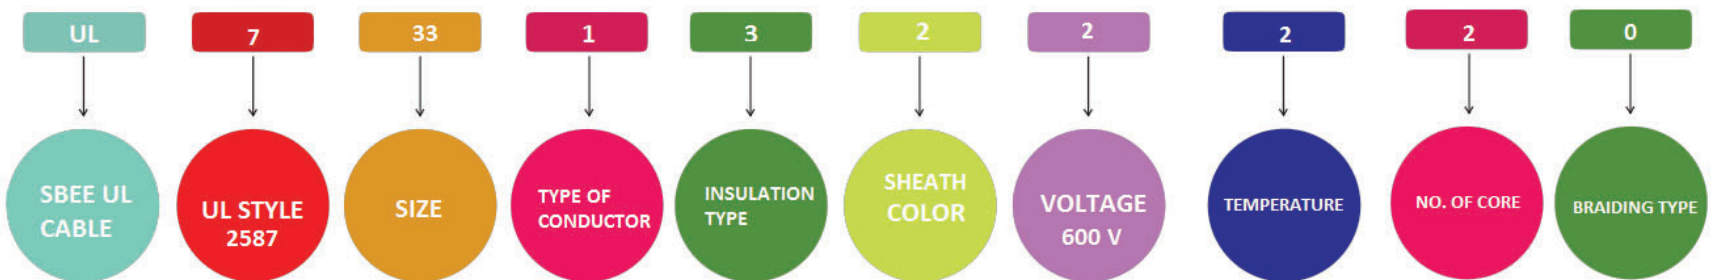 UL
7
33
1
3
2
2
2
2
0
SBEE UL
CABLE
UL STYLE
2587
SIZE
TYPE OF
CONDUCTOR
INSULATION
TYPE
SHEATH
COLOR
VOLTAGE
600 V
TEMPERATURE
NO. OF CORE
BRAIDING TYPE